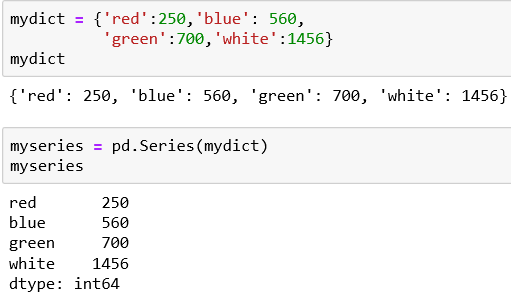 mydict = {'red':250,'blue': 560,
          'green':700,'white':1456}
mydict
{'red': 250, 'blue': 560, 'green': 700, 'white': 1456}
myseries = pd.Series(mydict)
myseries
red       250
blue      560
green     700
white    1456
dtype: int64